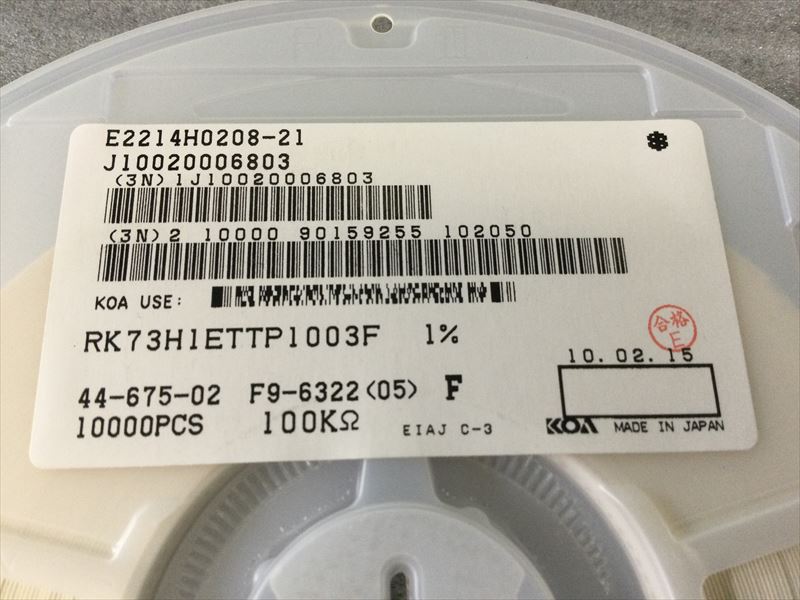 E2214H0208-21
J10020006803
(3N)1J10020006803
(3N)2 10000 90159255 102050
KOA USE:
RK73H1ETTP1003F 1%
合格
E
10.02.15
44-675-02 F9-6322(05) F
10000PCS 100KΩ EIAJ C-3 KOA MADE IN JAPAN